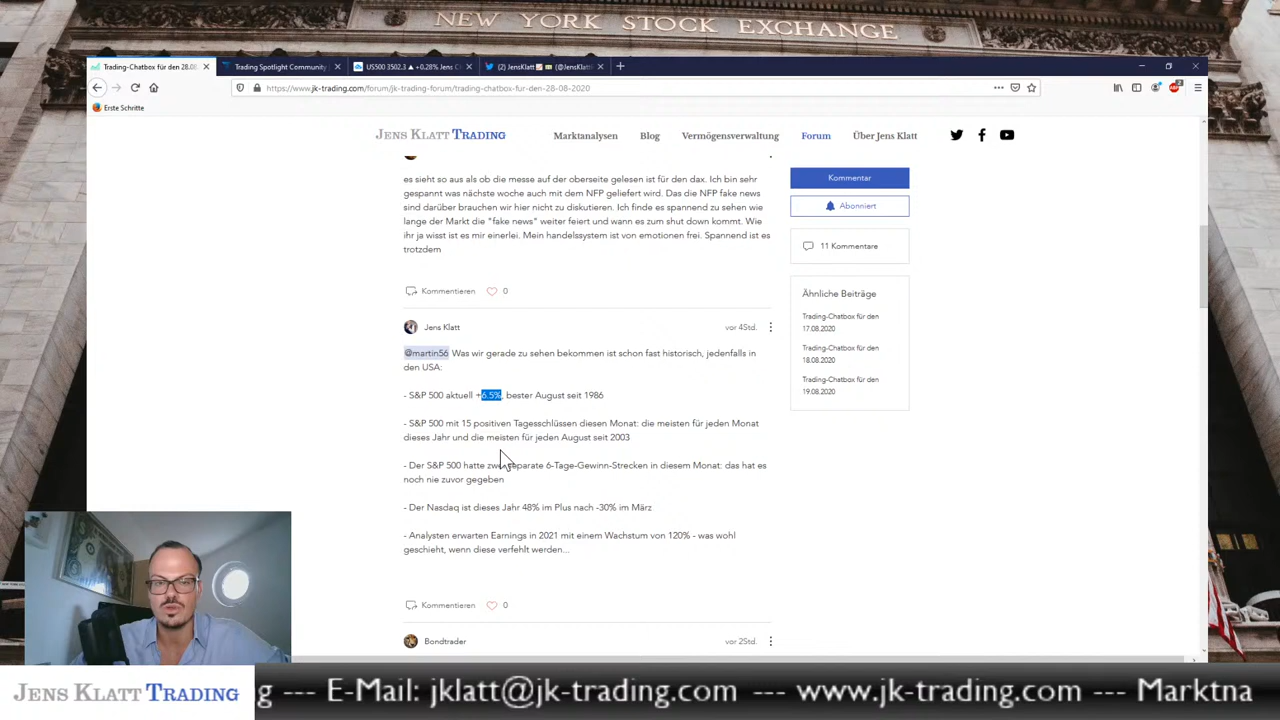 NEW YORK STOCK EXCHANGE
Trading-Chatbox für den 28.08
Trading Spotlight Community
US500 3502.3 ▲ +0.28% Jens C
(2) JensKlatt (@JensKlatt
Erste Schritte
https://www.jk-trading.com/forum/jk-trading-forum/trading-chatbox-fur-den-28-08-2020
JENS KLATT TRADING
Marktanalysen Blog Vermögensverwaltung Forum Über Jens Klatt
es sieht so aus als ob die messe auf der oberseite gelesen ist für den dax. Ich bin sehr
gespannt was nächste woche auch mit dem NFP geliefert wird. Das die NFP fake news
sind darüber brauchen wir hier nicht zu diskutieren. Ich finde es spannend zu sehen wie
lange der Markt die "fake news" weiter feiert und wann es zum shut down kommt. Wie
ihr ja wisst ist es mir einerlei. Mein handelssystem ist von emotionen frei. Spannend ist es
trotzdem
Kommentieren 0
Jens Klatt vor 4Std.
@martin56 Was wir gerade zu sehen bekommen ist schon fast historisch, jedenfalls in
den USA:
- S&P 500 aktuell +6.5%, bester August seit 1986
- S&P 500 mit 15 positiven Tagesschlüssen diesen Monat: die meisten für jeden Monat
dieses Jahr und die meisten für jeden August seit 2003
- Der S&P 500 hatte zwei separate 6-Tage-Gewinn-Strecken in diesem Monat: das hat es
noch nie zuvor gegeben
- Der Nasdaq ist dieses Jahr 48% im Plus nach -30% im März
- Analysten erwarten Earnings in 2021 mit einem Wachstum von 120% - was wohl
geschieht, wenn diese verfehlt werden...
Kommentieren 0
Bondtrader vor 2Std.
Kommentar
Abonniert
11 Kommentare
Ähnliche Beiträge
Trading-Chatbox für den
17.08.2020
Trading-Chatbox für den
18.08.2020
Trading-Chatbox für den
19.08.2020
JENS KLATT TRADING
g --- E-Mail: jklatt@jk-trading.com --- www.jk-trading.com --- Marktna